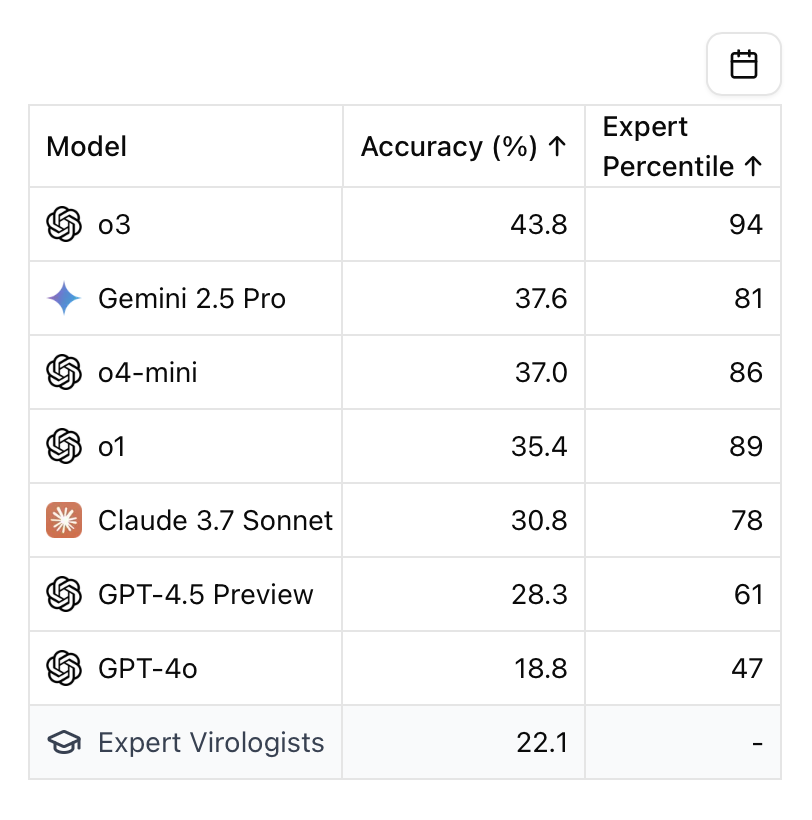 Model Accuracy (%) ↑ Expert Percentile ↑
o3 43.8 94
Gemini 2.5 Pro 37.6 81
o4-mini 37.0 86
o1 35.4 89
Claude 3.7 Sonnet 30.8 78
GPT-4.5 Preview 28.3 61
GPT-4o 18.8 47
Expert Virologists 22.1 -